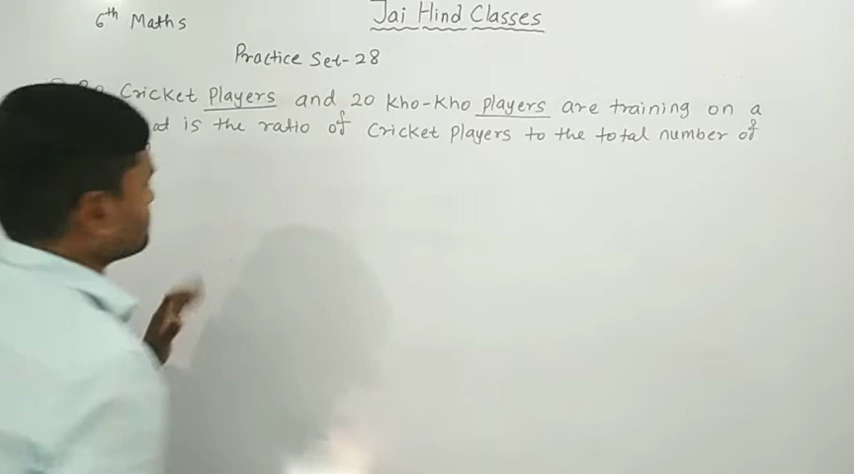 6th Maths
Jai Hind Classes
Practice Set-28
Cricket Players and 20 Kho-Kho Players are training on a
is the ratio of Cricket Players to the total number of